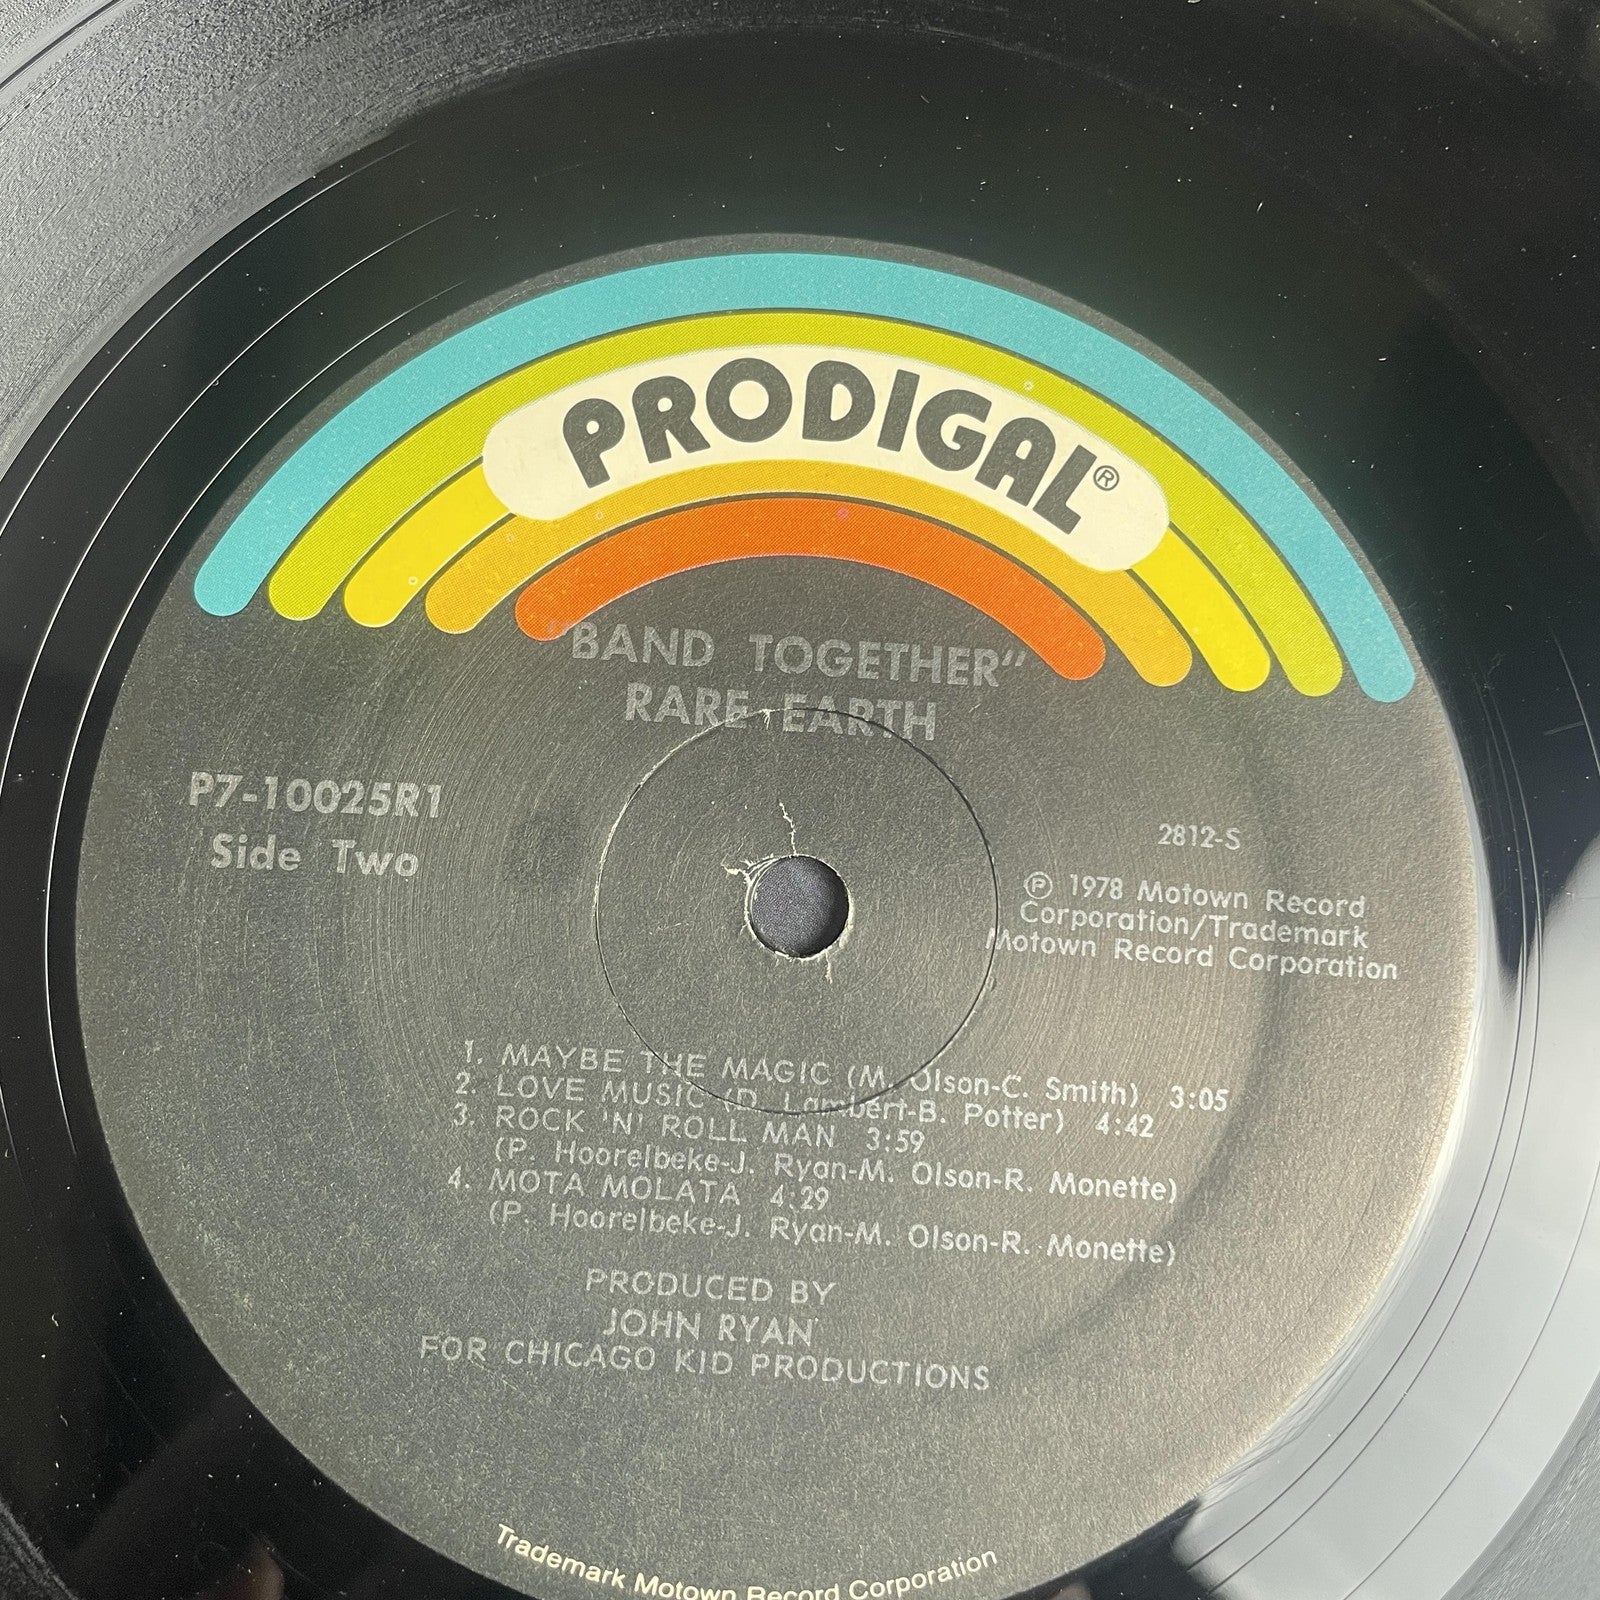 PRODIGAL®
"BAND TOGETHER"
RARE EARTH
P7-10025R1
Side Two
2812-S
Ⓟ 1978 Motown Record
Corporation/Trademark
Motown Record Corporation
1. MAYBE THE MAGIC (M. Olson-C. Smith) 3:05
2. LOVE MUSIC (D. Lambert-B. Potter) 4:42
3. ROCK 'N' ROLL MAN 3:59
(P. Hoorelbeke-J. Ryan-M. Olson-R. Monette)
4. MOTA MOLATA 4:29
(P. Hoorelbeke-J. Ryan-M. Olson-R. Monette)
PRODUCED BY
JOHN RYAN
FOR CHICAGO KID PRODUCTIONS
Trademark Motown Record Corporation